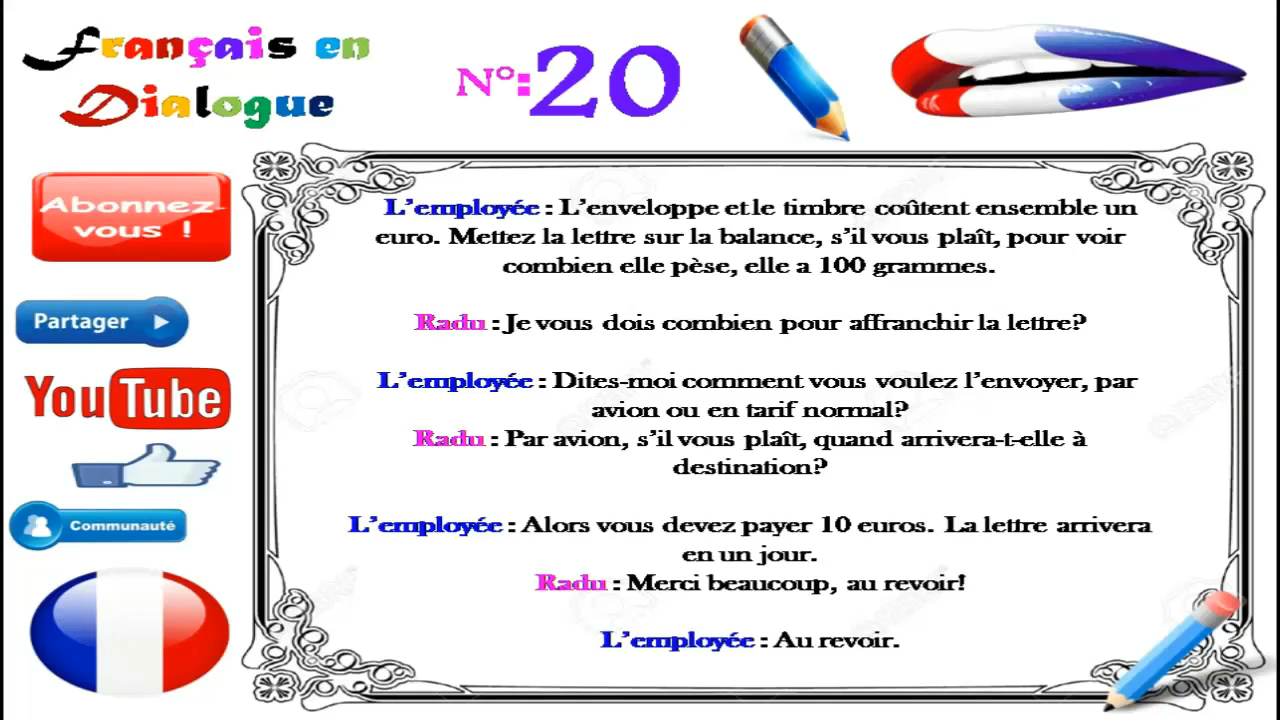 Français en
Dialogue
N°:20
Abonnez-
vous !
Partager
YouTube
Communauté
L'employée : L'enveloppe et le timbre coûtent ensemble un
euro. Mettez la lettre sur la balance, s'il vous plaît, pour voir
combien elle pèse, elle a 100 grammes.
Radu : Je vous dois combien pour affranchir la lettre?
L'employée : Dites-moi comment vous voulez l'envoyer, par
avion ou en tarif normal?
Radu : Par avion, s'il vous plaît, quand arrivera-t-elle à
destination?
L'employée : Alors vous devez payer 10 euros. La lettre arrivera
en un jour.
Radu : Merci beaucoup, au revoir!
L'employée : Au revoir.